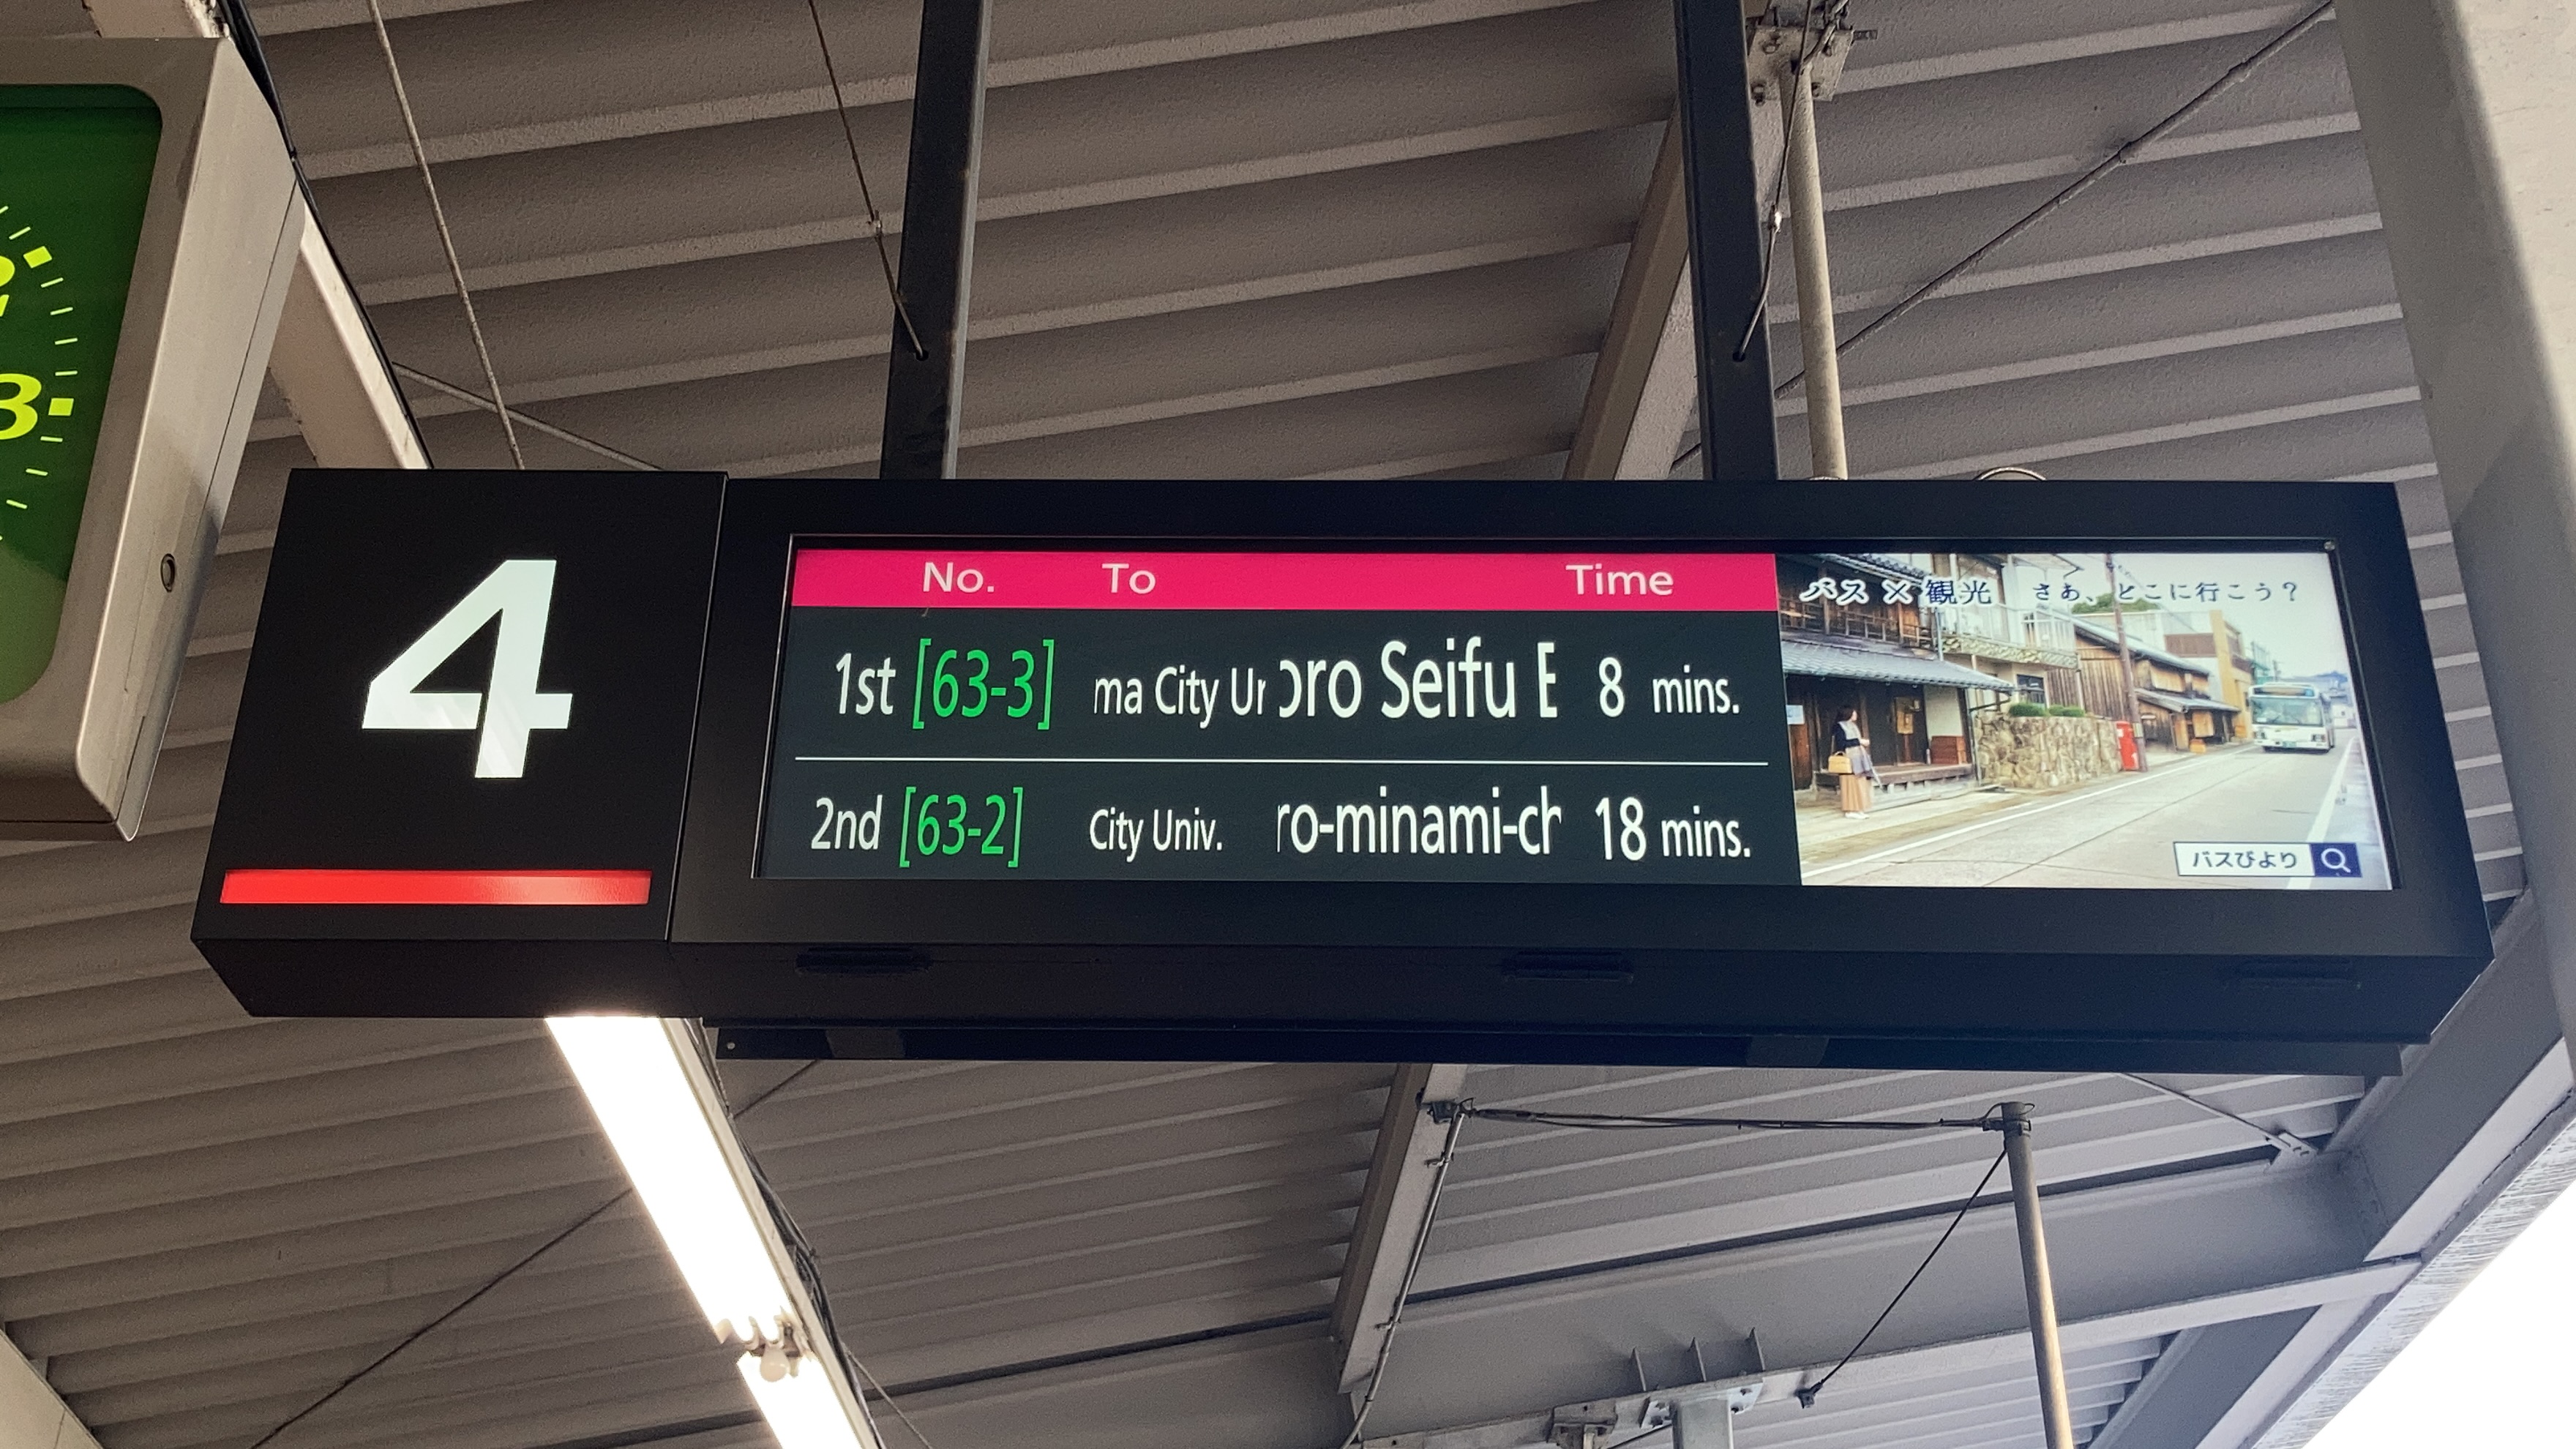 3
4
No. To Time
1st [63-3] ma City Ur oro Seifu E 8 mins.
2nd [63-2] City Univ. ro-minami-ch 18 mins.
バス×観光 さあ、どこに行こう?
バスびより